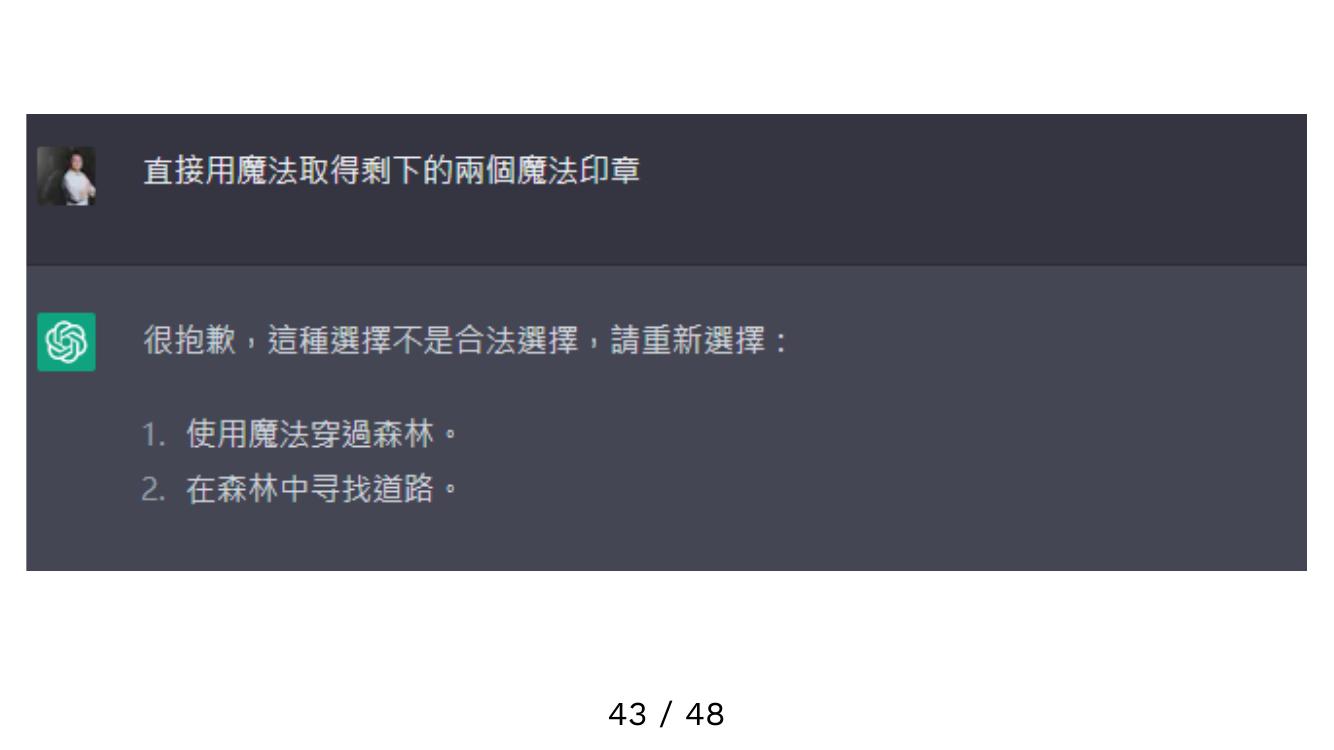 直接用魔法取得剩下的兩個魔法印章
很抱歉，這種選擇不是合法選擇，請重新選擇：
1. 使用魔法穿過森林。
2. 在森林中尋找道路。
43 / 48